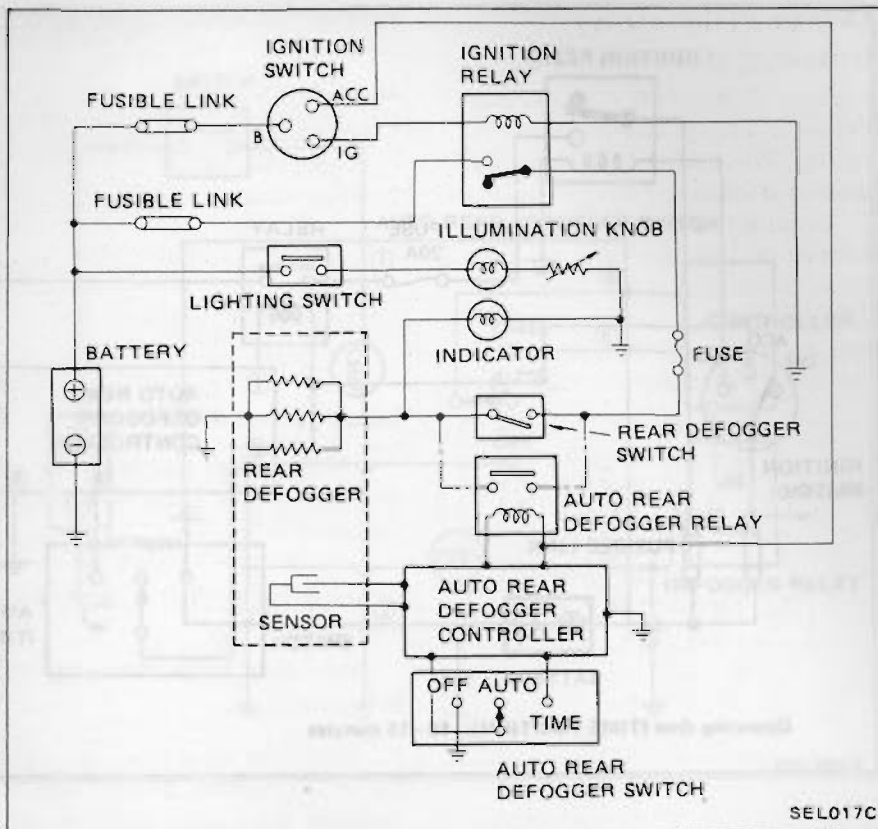 IGNITION
SWITCH
IGNITION
RELAY
ACC
FUSIBLE LINK
B
IG
FUSIBLE LINK
ILLUMINATION KNOB
LIGHTING SWITCH
BATTERY
INDICATOR
FUSE
REAR DEFOGGER
SWITCH
REAR
DEFOGGER
AUTO REAR
DEFOGGER RELAY
AUTO REAR
DEFOGGER
CONTROLLER
SENSOR
OFF AUTO
TIME
AUTO REAR
DEFOGGER SWITCH
SEL017C